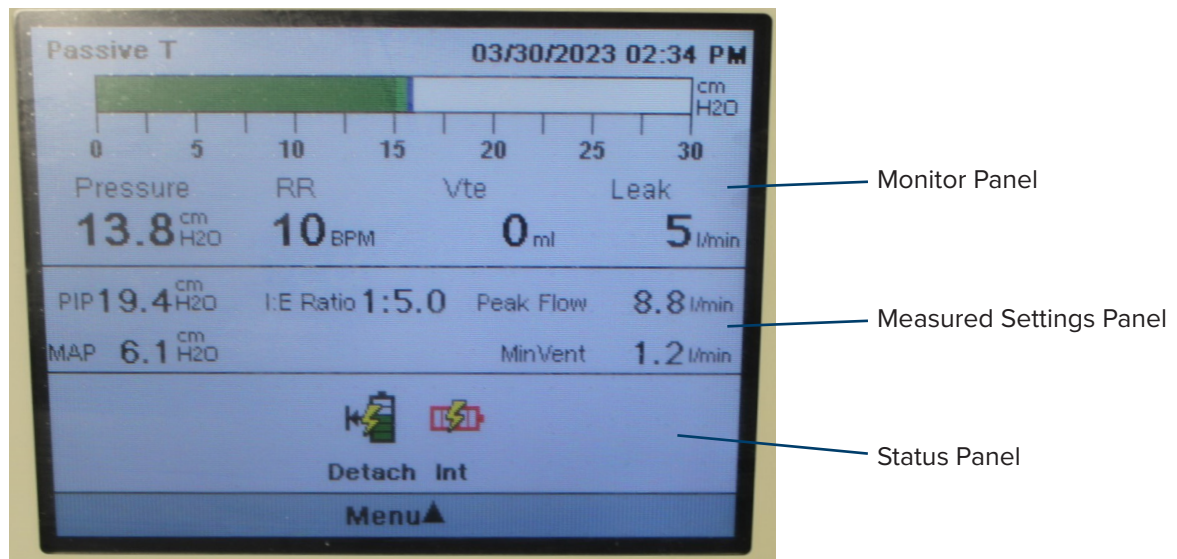 Passive T 03/30/2023 02:34 PM
cm
H2O
0 5 10 15 20 25 30
Pressure RR Vte Leak
13.8 cm H2O 10 BPM 0 ml 5 l/min
PIP 19.4 cm H2O I:E Ratio 1:5.0 Peak Flow 8.8 l/min
MAP 6.1 cm H2O MinVent 1.2 l/min
Detach Int
Menu▲
Monitor Panel
Measured Settings Panel
Status Panel